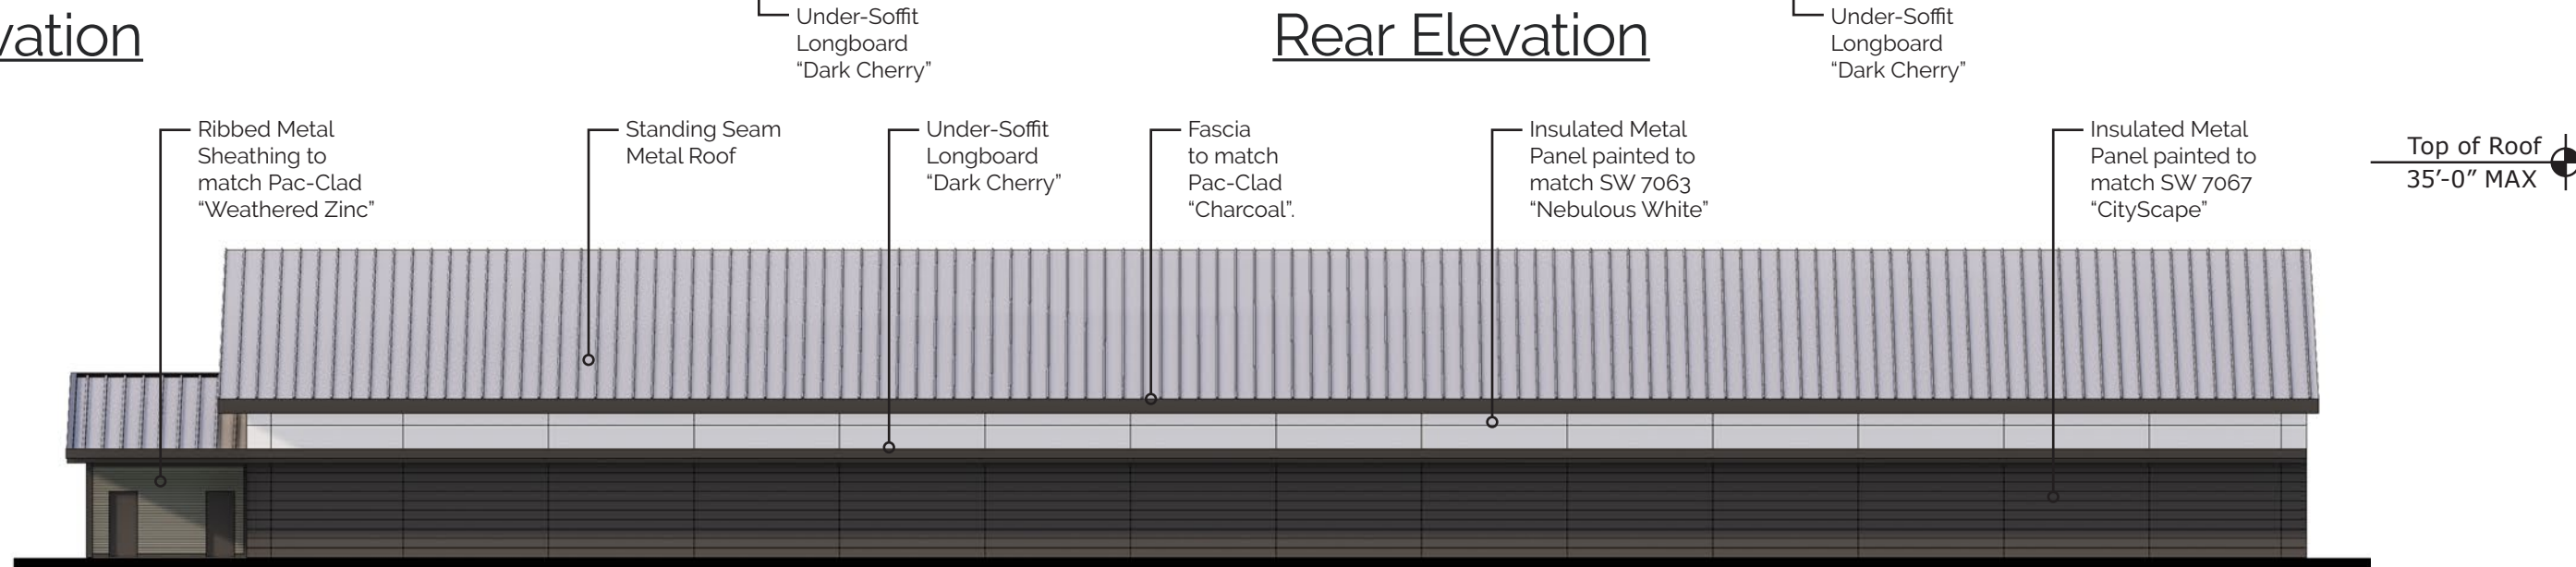 Under-Soffit
Longboard
“Dark Cherry”
vation
Rear Elevation
Under-Soffit
Longboard
“Dark Cherry”
Ribbed Metal
Sheathing to
match Pac-Clad
“Weathered Zinc”
Standing Seam
Metal Roof
Under-Soffit
Longboard
“Dark Cherry”
Fascia
to match
Pac-Clad
“Charcoal”.
Insulated Metal
Panel painted to
match SW 7063
“Nebulous White”
Insulated Metal
Panel painted to
match SW 7067
“CityScape”
Top of Roof
35’-0” MAX